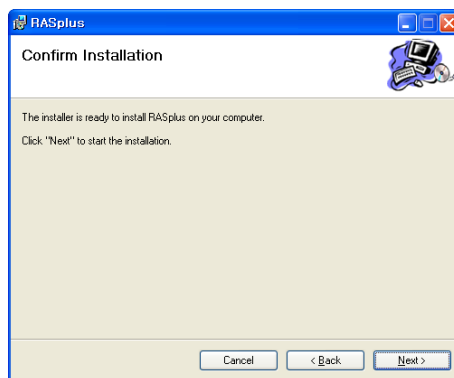 RASplus
Confirm Installation
The installer is ready to install RASplus on your computer.
Click "Next" to start the installation.
Cancel
< Back
Next >